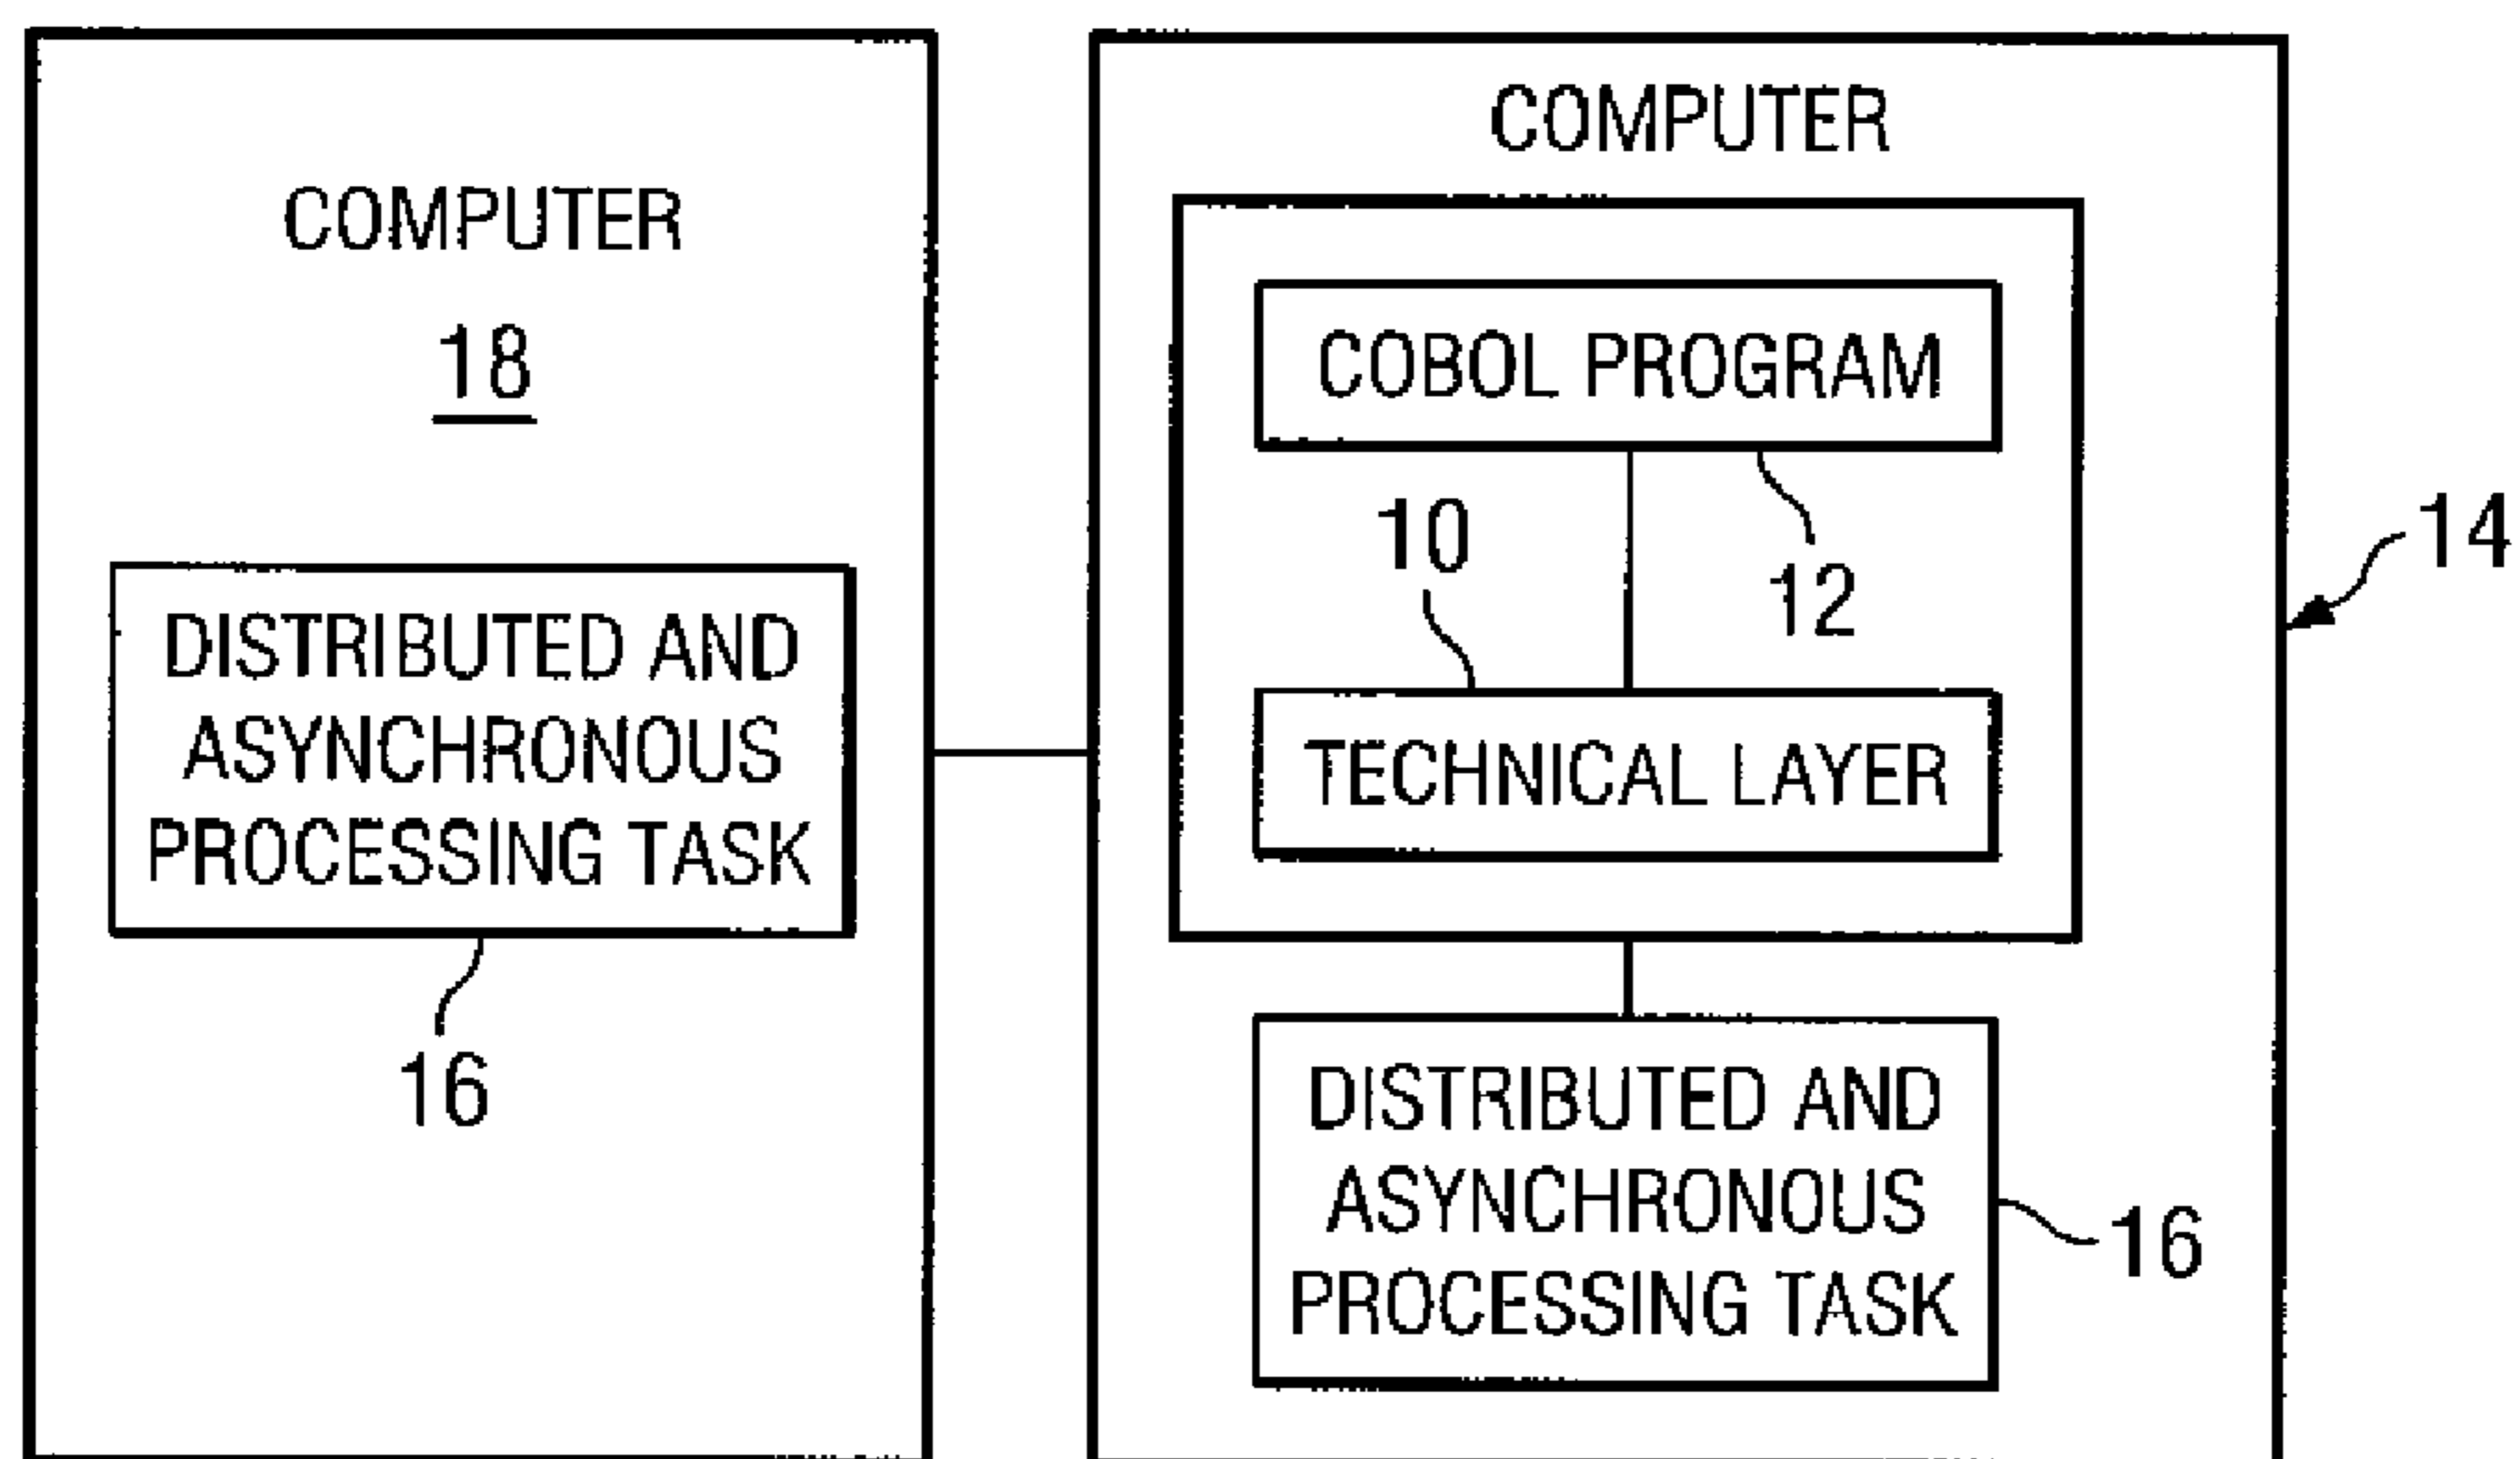 COMPUTER
18
DISTRIBUTED AND
ASYNCHRONOUS
PROCESSING TASK
16
COMPUTER
COBOL PROGRAM
12
10
TECHNICAL LAYER
14
DISTRIBUTED AND
ASYNCHRONOUS
PROCESSING TASK
16